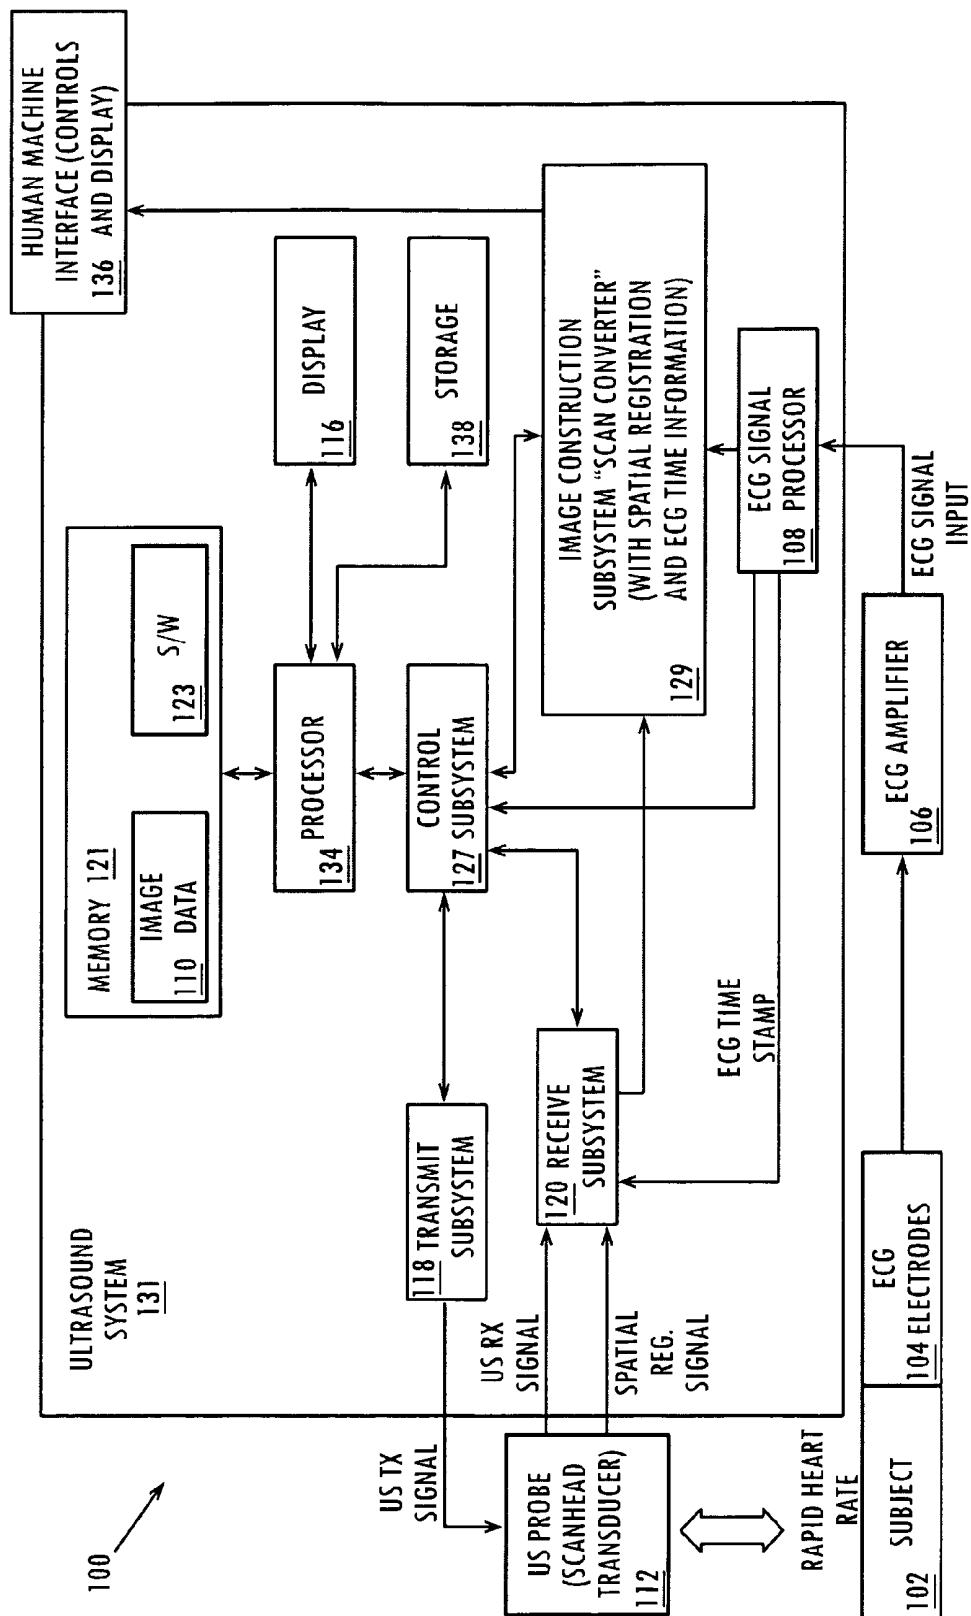 100
HUMAN MACHINE
INTERFACE (CONTROLS
136 AND DISPLAY)
ULTRASOUND
SYSTEM
131
MEMORY 121
IMAGE
110 DATA
S/W
123
PROCESSOR
134
DISPLAY
116
STORAGE
138
CONTROL
127 SUBSYSTEM
118 TRANSMIT
SUBSYSTEM
120 RECEIVE
SUBSYSTEM
IMAGE CONSTRUCTION
SUBSYSTEM "SCAN CONVERTER"
(WITH SPATIAL REGISTRATION
AND ECG TIME INFORMATION)
129
ECG SIGNAL
108 PROCESSOR
ECG TIME
STAMP
US TX
SIGNAL
US RX
SIGNAL
SPATIAL
REG.
SIGNAL
US PROBE
(SCANHEAD
TRANSDUCER)
112
RAPID HEART
RATE
SUBJECT
102
ECG
104 ELECTRODES
ECG AMPLIFIER
106
ECG SIGNAL
INPUT